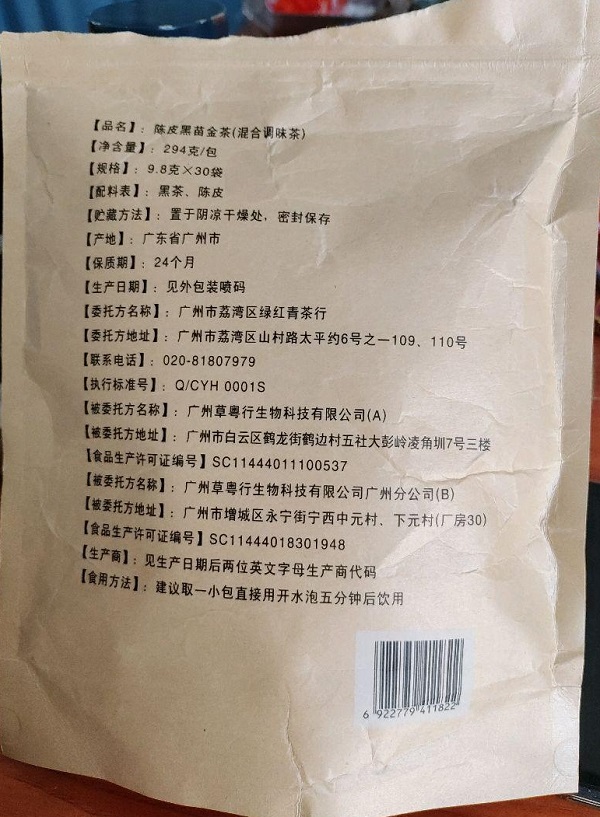 【品名】：陈皮黑苗金茶(混合调味茶)
【净含量】：294克/包
【规格】：9.8克×30袋
【配料表】：黑茶、陈皮
【贮藏方法】：置于阴凉干燥处，密封保存
【产地】：广东省广州市
【保质期】：24个月
【生产日期】：见外包装喷码
【委托方名称】：广州市荔湾区绿红青茶行
【委托方地址】：广州市荔湾区山村路太平约6号之一109、110号
【联系电话】：020-81807979
【执行标准号】：Q/CYH 0001S
【被委托方名称】：广州草粤行生物科技有限公司(A)
【被委托方地址】：广州市白云区鹤龙街鹤边村五社大彭岭凌角圳7号三楼
【食品生产许可证编号】SC11444011100537
【被委托方名称】：广州草粤行生物科技有限公司广州分公司(B)
【被委托方地址】：广州市增城区永宁街宁西中元村、下元村(厂房30)
【食品生产许可证编号】SC11444018301948
【生产商】：见生产日期后两位英文字母生产商代码
【食用方法】：建议取一小包直接用开水泡五分钟后饮用
6 922779 411822